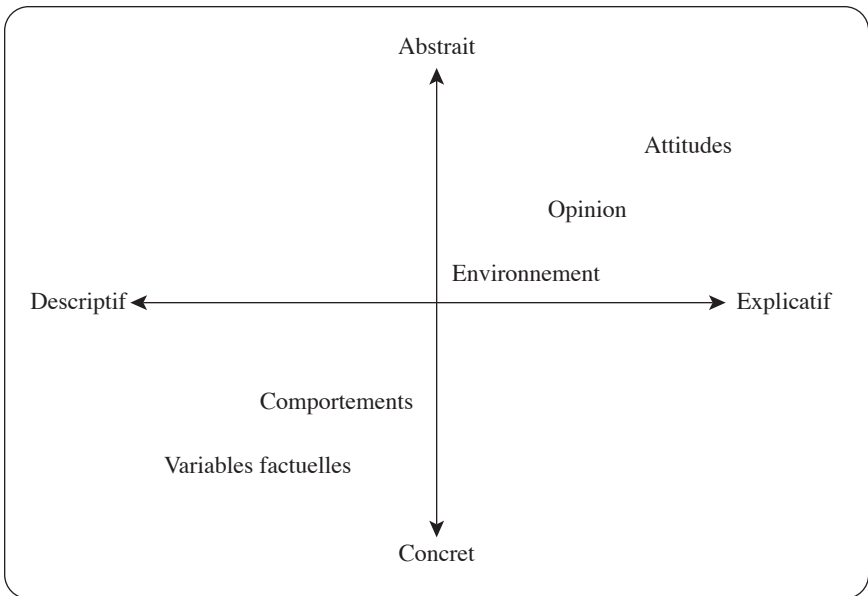 Abstrait
Attitudes
Opinion
Environnement
Descriptif
Explicatif
Comportements
Variables factuelles
Concret